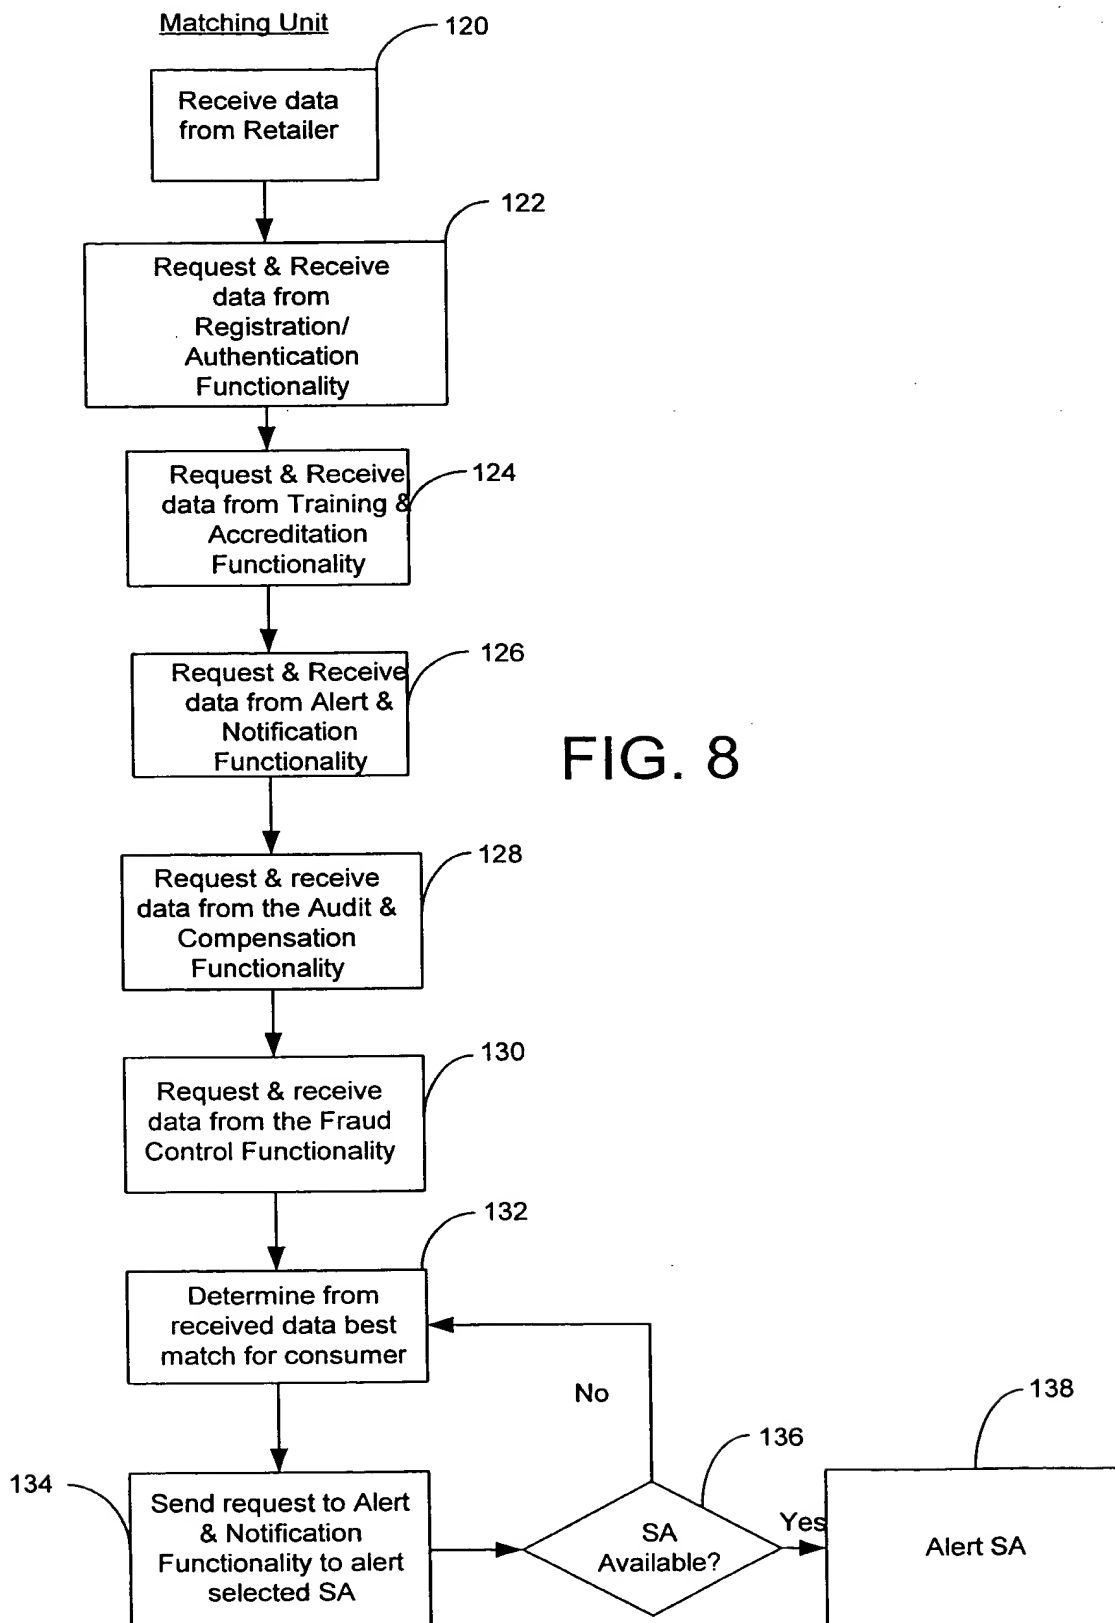 Matching Unit
120
Receive data
from Retailer
122
Request & Receive
data from
Registration/
Authentication
Functionality
124
Request & Receive
data from Training &
Accreditation
Functionality
126
Request & Receive
data from Alert &
Notification
Functionality
FIG. 8
128
Request & receive
data from the Audit &
Compensation
Functionality
130
Request & receive
data from the Fraud
Control Functionality
132
Determine from
received data best
match for consumer
No
138
136
134
Send request to Alert
& Notification
Functionality to alert
selected SA
SA
Available?
Yes
Alert SA